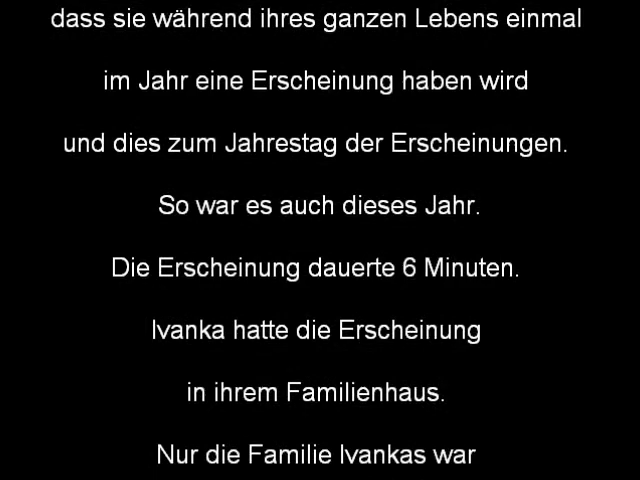 dass sie während ihres ganzen Lebens einmal
im Jahr eine Erscheinung haben wird
und dies zum Jahrestag der Erscheinungen.
So war es auch dieses Jahr.
Die Erscheinung dauerte 6 Minuten.
Ivanka hatte die Erscheinung
in ihrem Familienhaus.
Nur die Familie Ivankas war